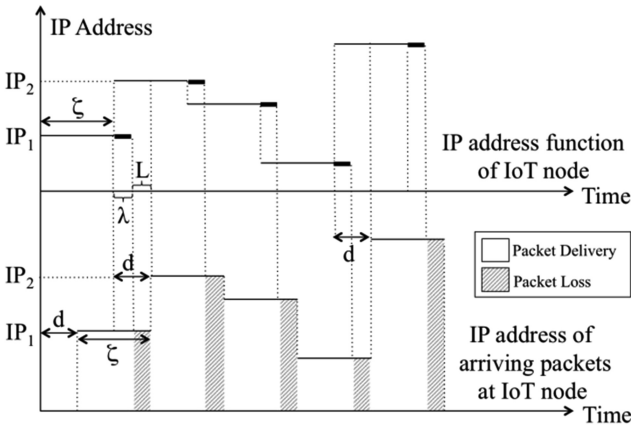 IP Address
IP2
ζ
IP1
L
IP address function
of IoT node
Time
λ
d
d
Packet Delivery
Packet Loss
IP2
d
IP1
ζ
IP address of
arriving packets
at IoT node
Time